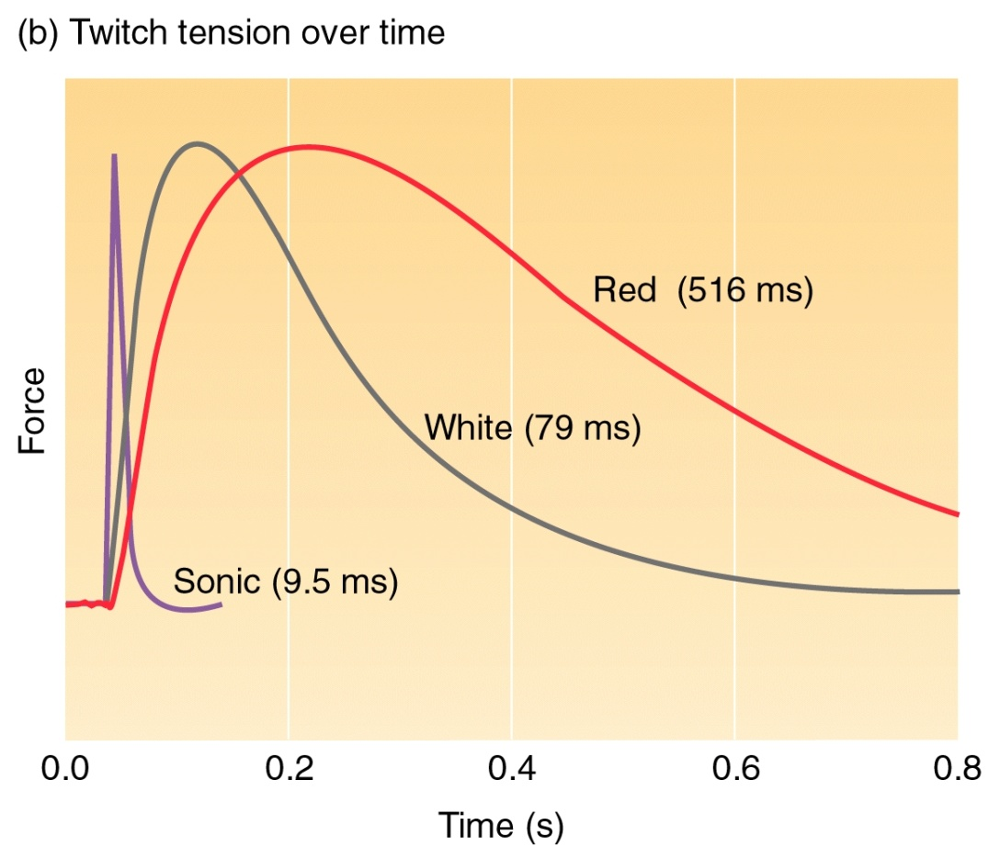 (b) Twitch tension over time
Red (516 ms)
White (79 ms)
Sonic (9.5 ms)
Force
0.0 0.2 0.4 0.6 0.8
Time (s)